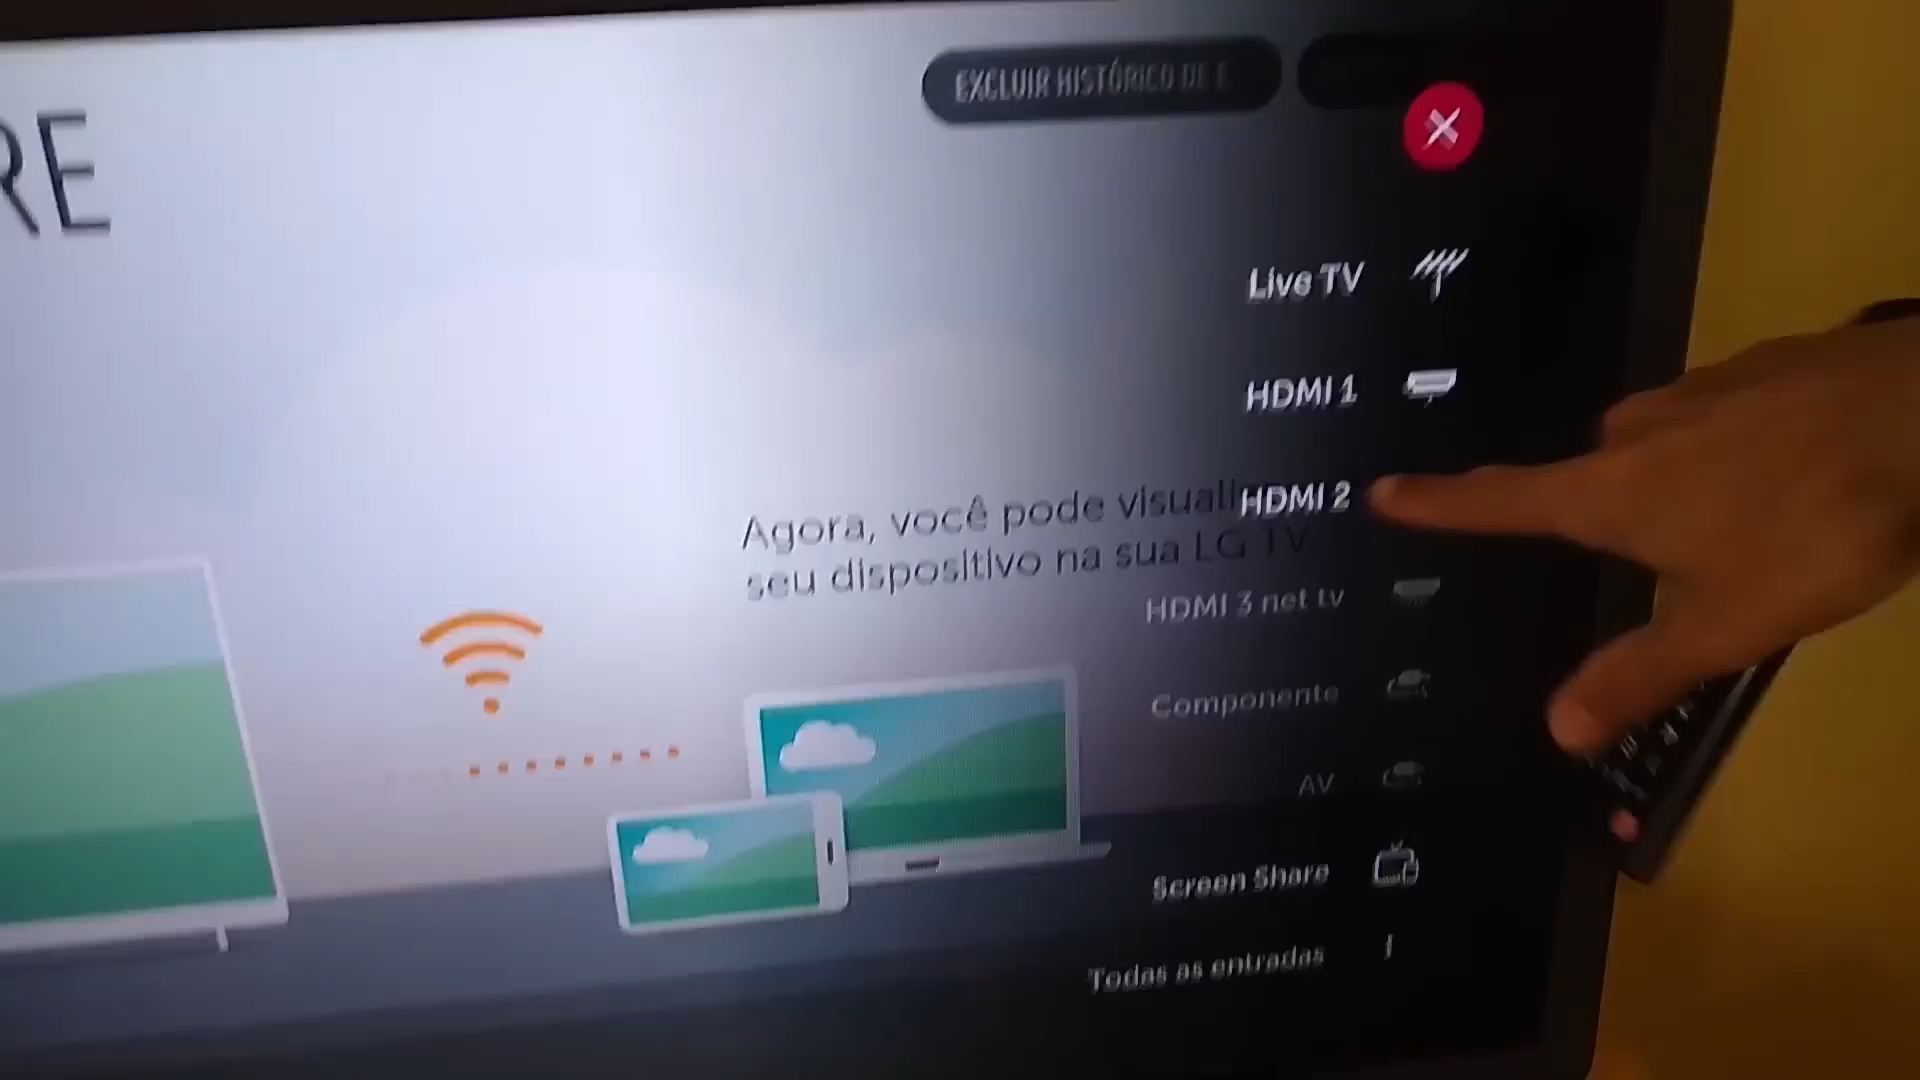 RE
EXCLUIR HISTÓRICO DE E
Live TV
HDMI 1
HDMI 2
Agora, você pode visuali
seu dispositivo na sua LG TV
HDMI 3 net tv
Componente
AV
Screen Share
Todas as entradas